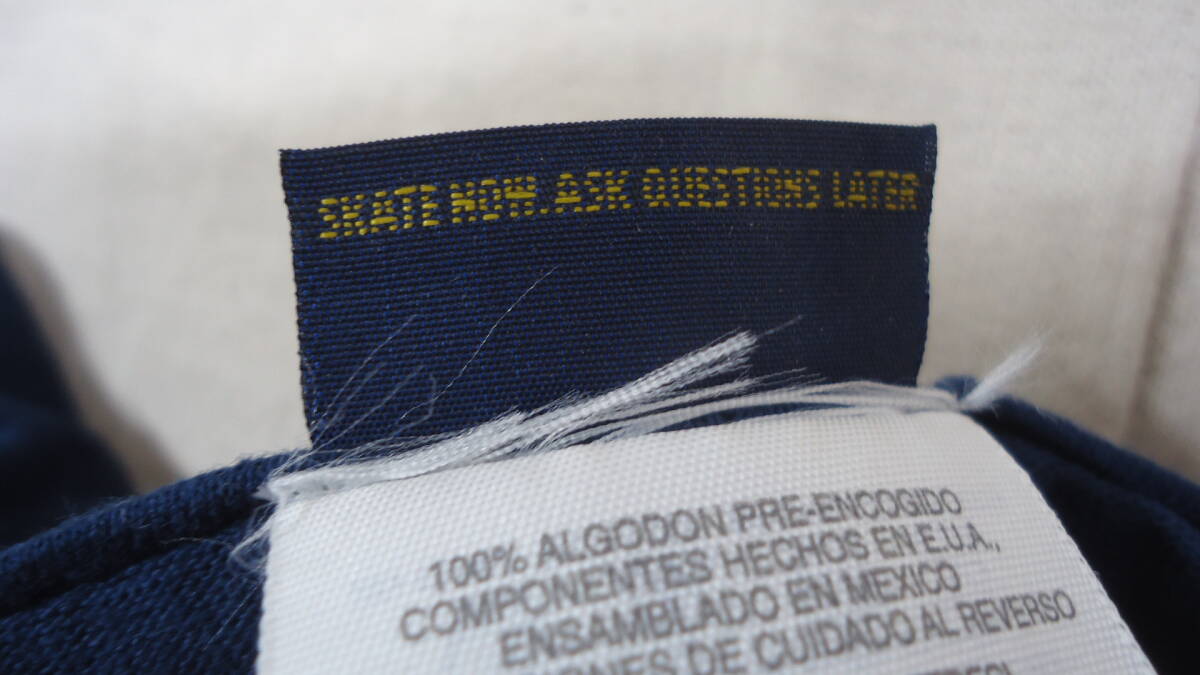 SKATE NOW. ASK QUESTIONS LATER
100% ALGODON PRE-ENCOGIDO
COMPONENTES HECHOS EN E.U.A.,
ENSAMBLADO EN MEXICO
DE CUIDADO AL REVERSO